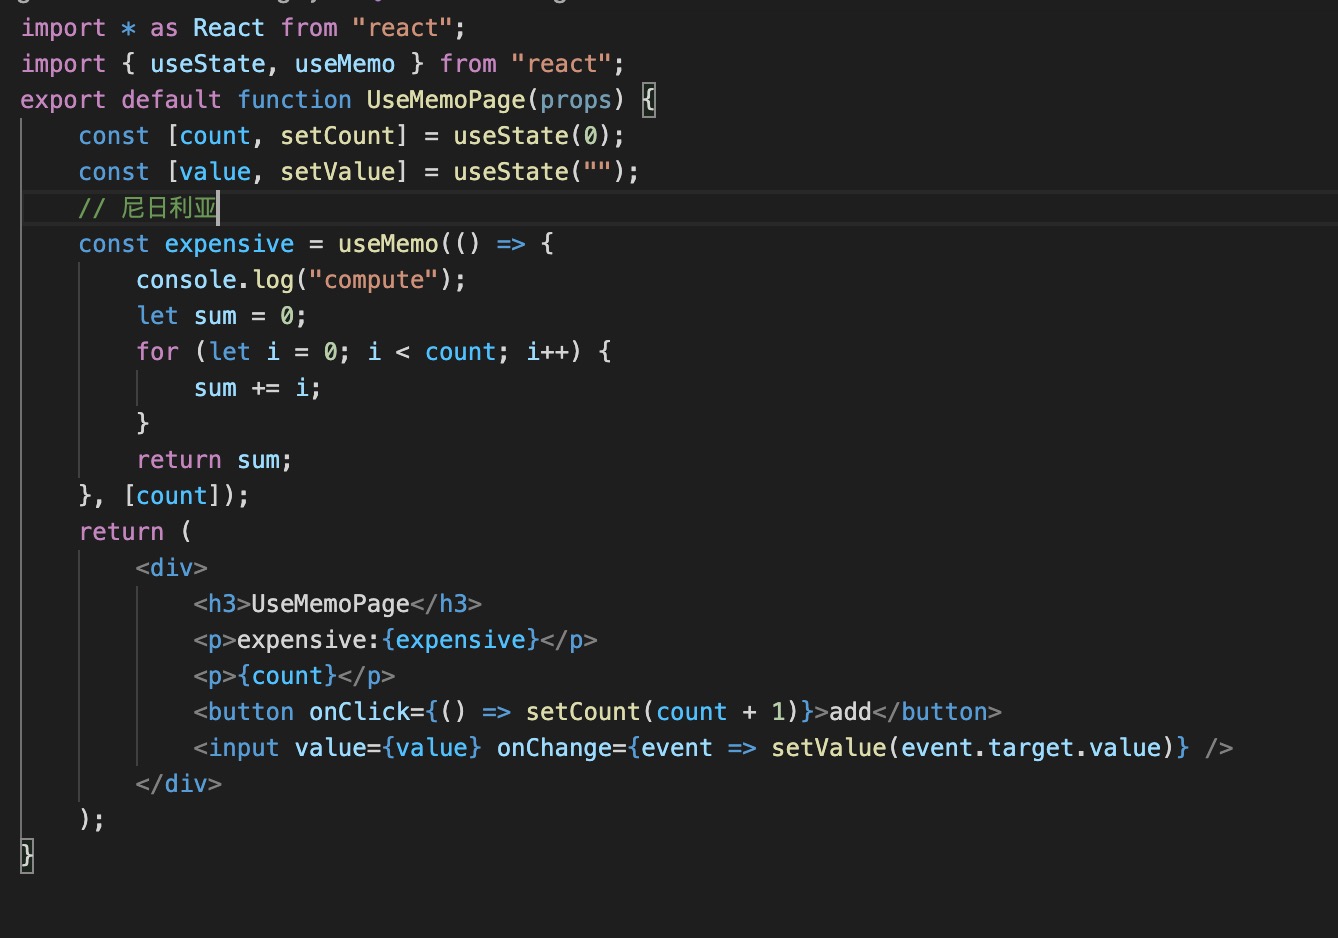 import * as React from "react";
import { useState, useMemo } from "react";
export default function UseMemoPage(props) {
    const [count, setCount] = useState(0);
    const [value, setValue] = useState("");
    // 尼日利亚
    const expensive = useMemo(() => {
        console.log("compute");
        let sum = 0;
        for (let i = 0; i < count; i++) {
            sum += i;
        }
        return sum;
    }, [count]);
    return (
        <div>
            <h3>UseMemoPage</h3>
            <p>expensive:{expensive}</p>
            <p>{count}</p>
            <button onClick={() => setCount(count + 1)}>add</button>
            <input value={value} onChange={event => setValue(event.target.value)} />
        </div>
    );
}